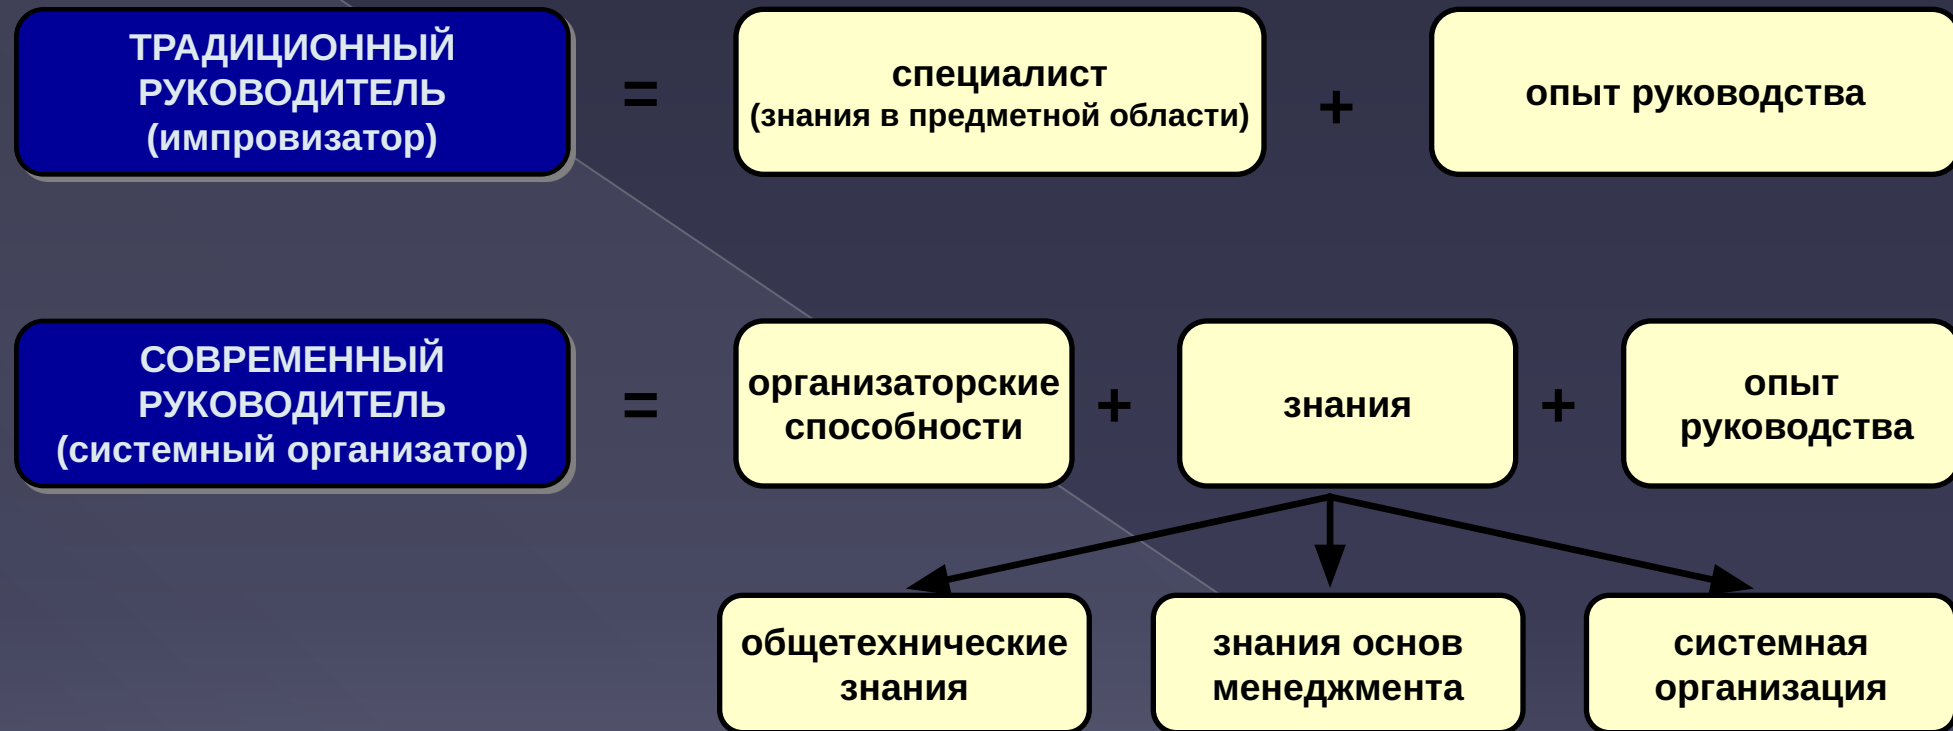 ТРАДИЦИОННЫЙ
РУКОВОДИТЕЛЬ
(импровизатор)
=
специалист
(знания в предметной области)
+
опыт руководства
СОВРЕМЕННЫЙ
РУКОВОДИТЕЛЬ
(системный организатор)
=
организаторские
способности
+
знания
+
опыт
руководства
общетехнические
знания
знания основ
менеджмента
системная
организация